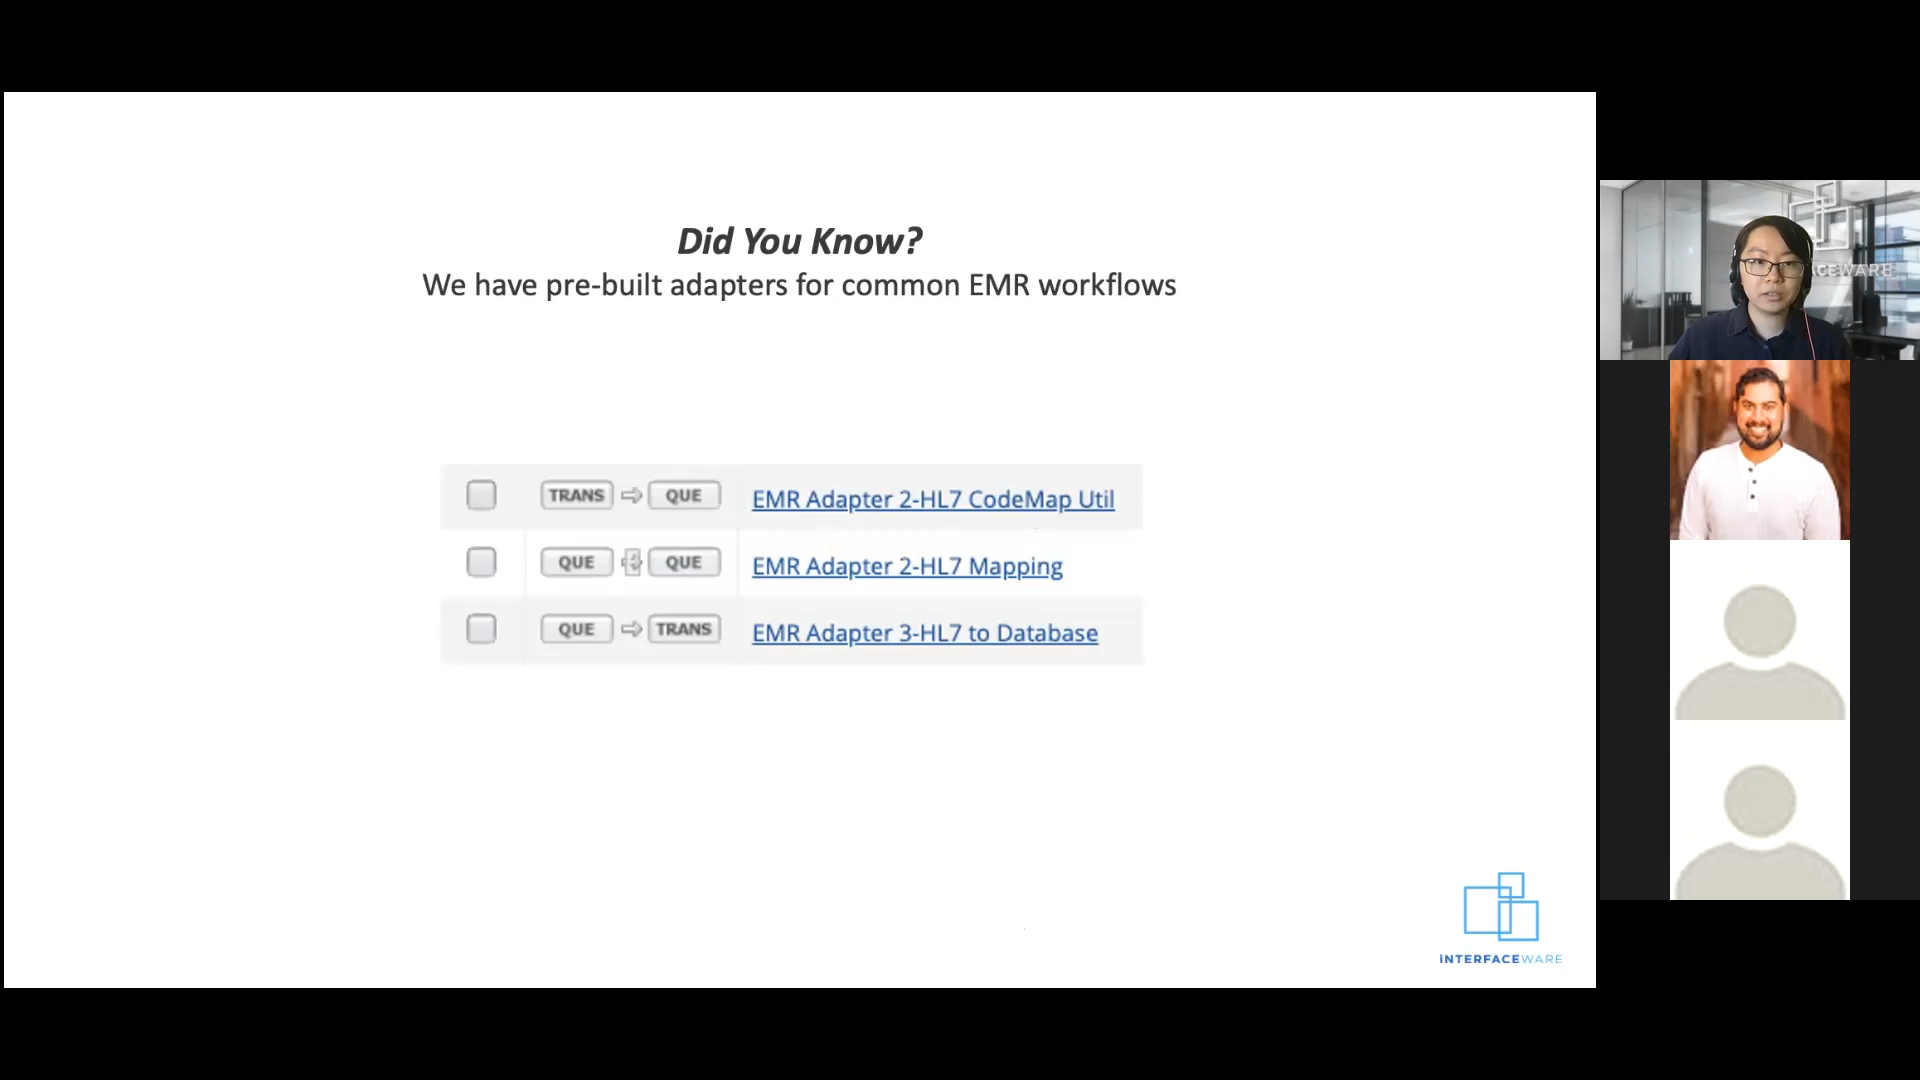 Did You Know?
We have pre-built adapters for common EMR workflows
TRANS QUE EMR Adapter 2-HL7 CodeMap Util
QUE QUE EMR Adapter 2-HL7 Mapping
QUE TRANS EMR Adapter 3-HL7 to Database
iNTERFACEWARE